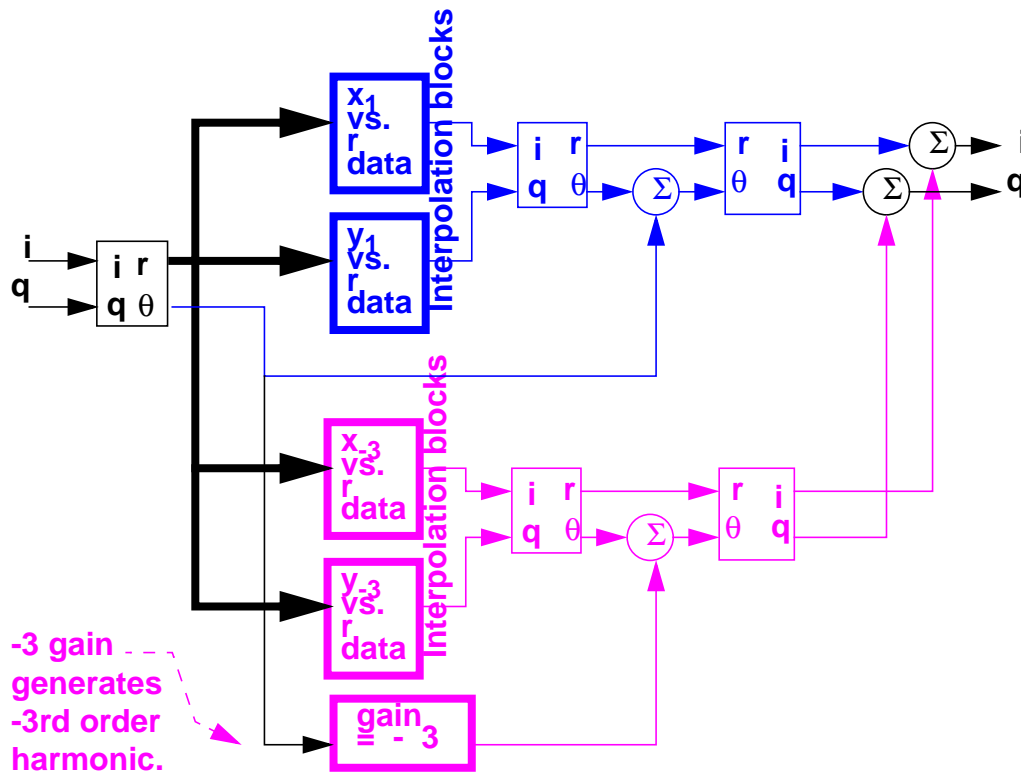 x1
vs.
r
data
Interpolation blocks
y1
vs.
r
data
i r
q θ
Σ
r i
θ q
Σ
Σ
i
q
i
q
i r
q θ
x-3
vs.
r
data
Interpolation blocks
y-3
vs.
r
data
i r
q θ
Σ
r i
θ q
-3 gain
generates
-3rd order
harmonic.
gain
= - 3